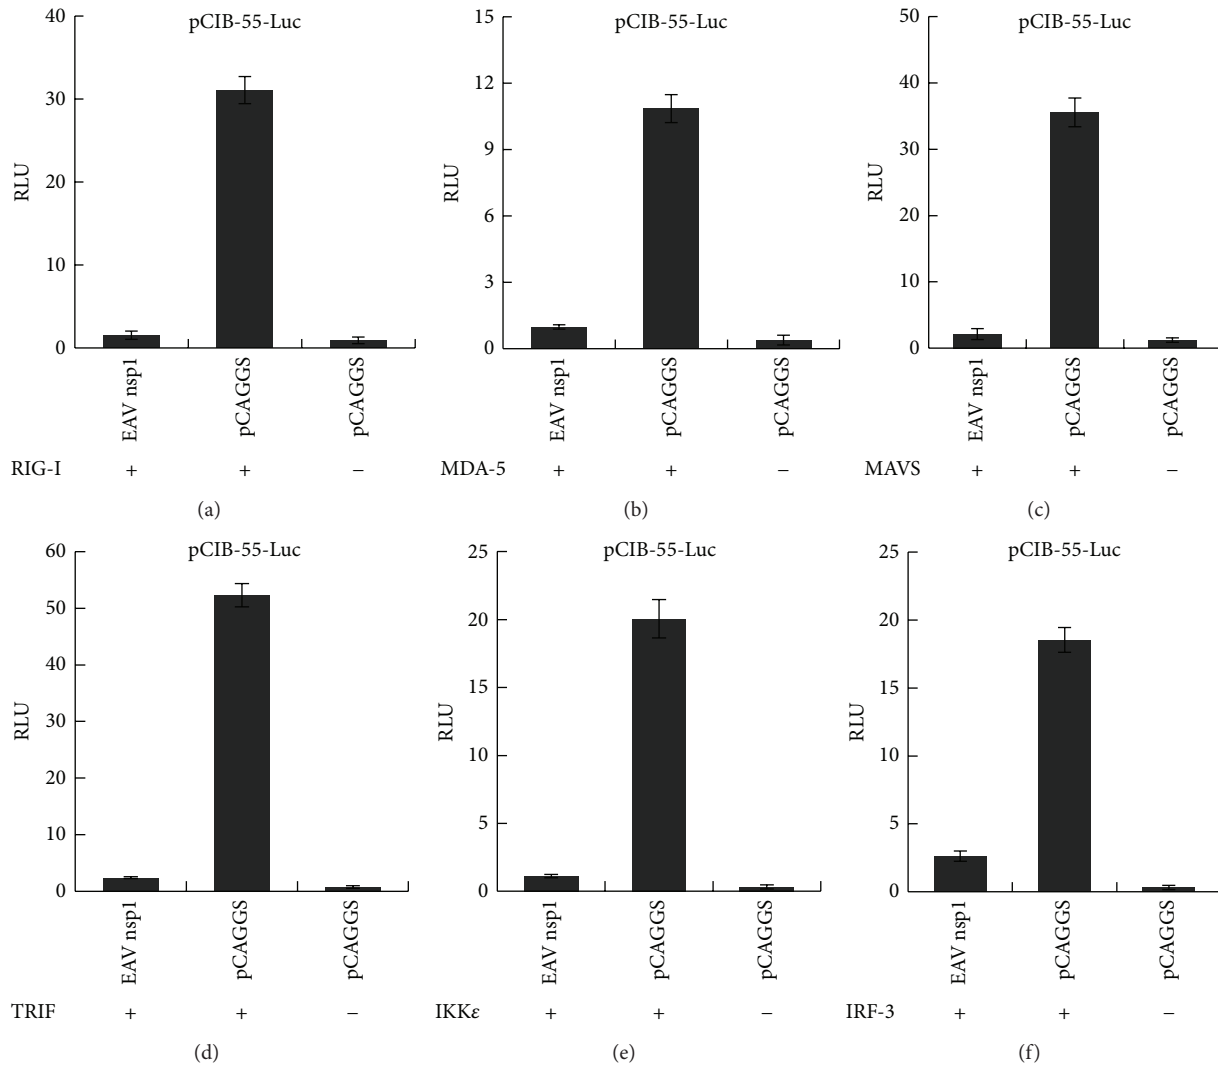 pCIB-55-Luc
40
30
20
10
0
RLU
EAV nsp1
pCAGGS
pCAGGS
RIG-I + + −
(a)
pCIB-55-Luc
15
12
9
6
3
0
RLU
EAV nsp1
pCAGGS
pCAGGS
MDA-5 + + −
(b)
pCIB-55-Luc
50
40
30
20
10
0
RLU
EAV nsp1
pCAGGS
pCAGGS
MAVS + + −
(c)
pCIB-55-Luc
60
50
40
30
20
10
0
RLU
EAV nsp1
pCAGGS
pCAGGS
TRIF + + −
(d)
pCIB-55-Luc
25
20
15
10
5
0
RLU
EAV nsp1
pCAGGS
pCAGGS
IKKε + + −
(e)
pCIB-55-Luc
25
20
15
10
5
0
RLU
EAV nsp1
pCAGGS
pCAGGS
IRF-3 + + −
(f)